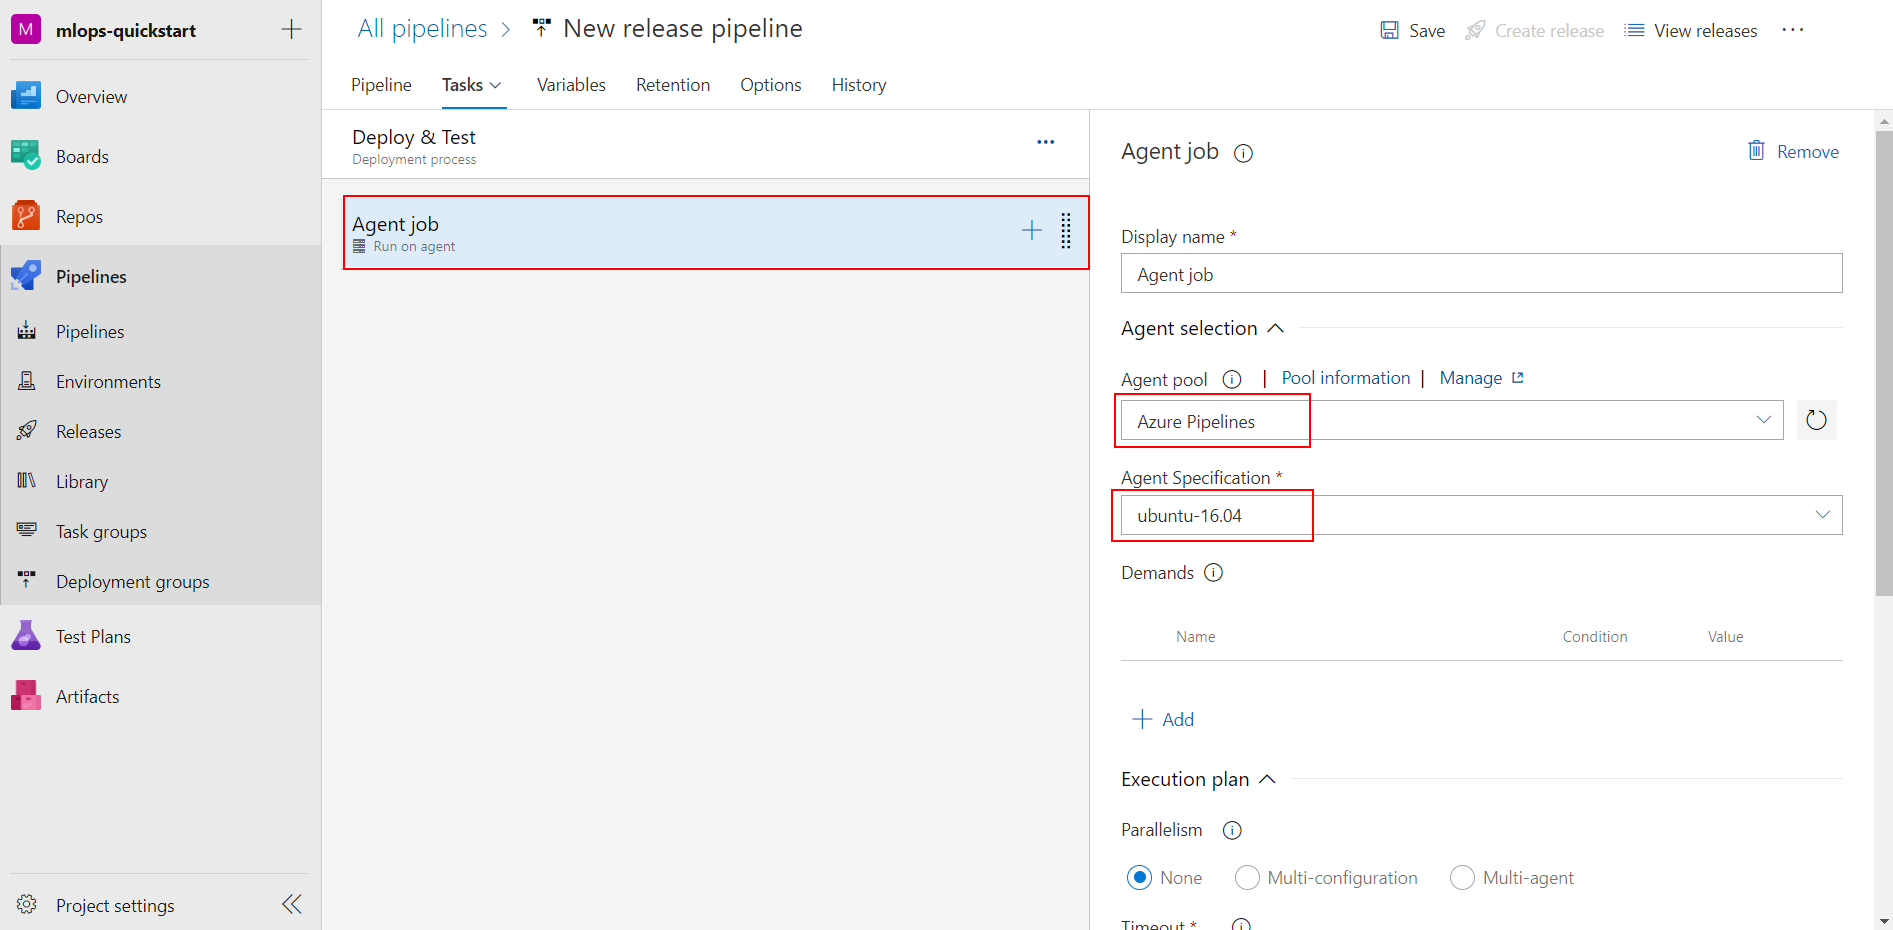 M mlops-quickstart
Overview
Boards
Repos
Pipelines
Pipelines
Environments
Releases
Library
Task groups
Deployment groups
Test Plans
Artifacts
Project settings
All pipelines > New release pipeline
Save Create release View releases ...
Pipeline Tasks Variables Retention Options History
Deploy & Test
Deployment process
Agent job
Run on agent
Agent job
Remove
Display name *
Agent job
Agent selection
Agent pool | Pool information | Manage
Azure Pipelines
Agent Specification *
ubuntu-16.04
Demands
Name Condition Value
Add
Execution plan
Parallelism
None Multi-configuration Multi-agent
Timeout *